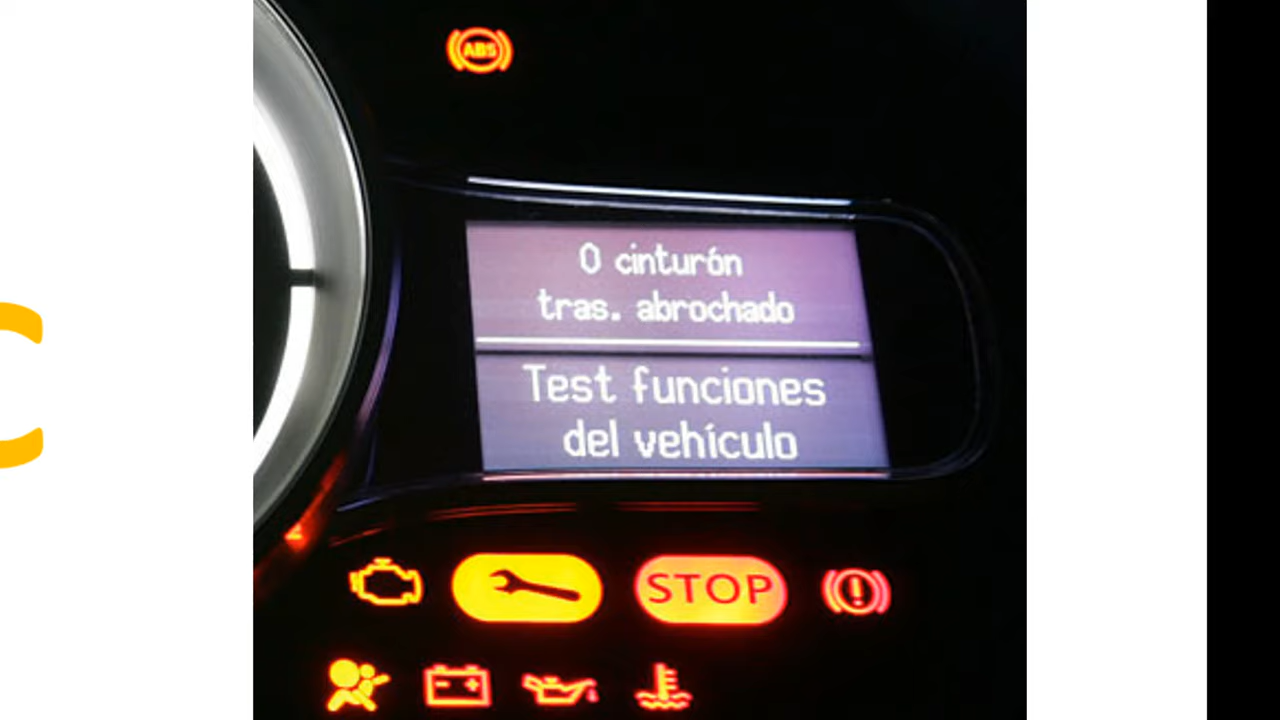 ABS
0 cinturón
tras. abrochado
Test funciones
del vehículo
STOP